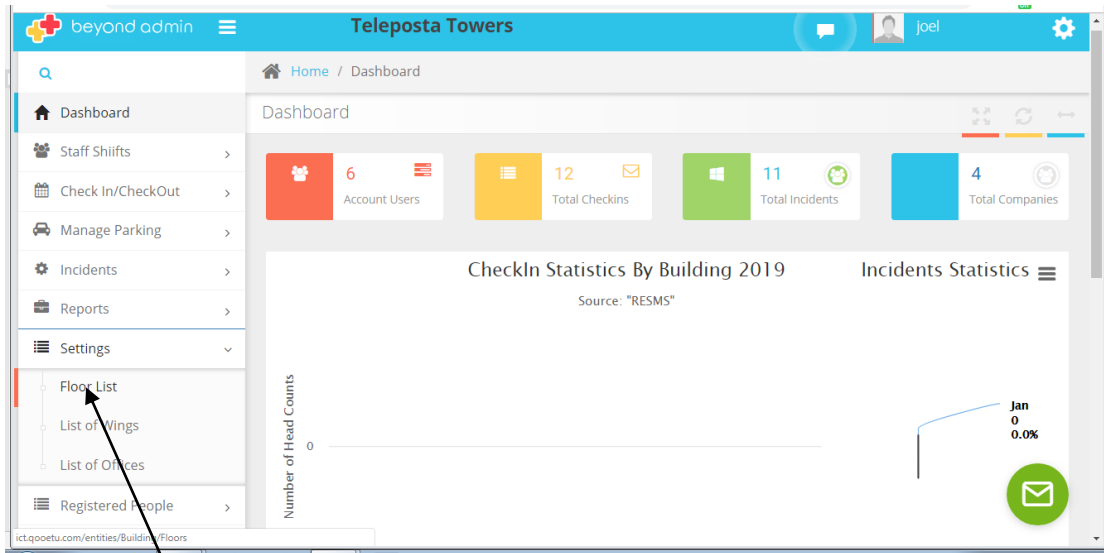 beyond admin
Teleposta Towers
joel
Home / Dashboard
Dashboard
Dashboard
Staff Shiifts
Check In/CheckOut
Manage Parking
Incidents
Reports
Settings
Floor List
List of Wings
List of Offices
Registered People
6
Account Users
12
Total Checkins
11
Total Incidents
4
Total Companies
CheckIn Statistics By Building 2019
Source: "RESMS"
Number of Head Counts
0
Incidents Statistics
Jan
0
0.0%
ict.qooetu.com/entities/Building/Floors